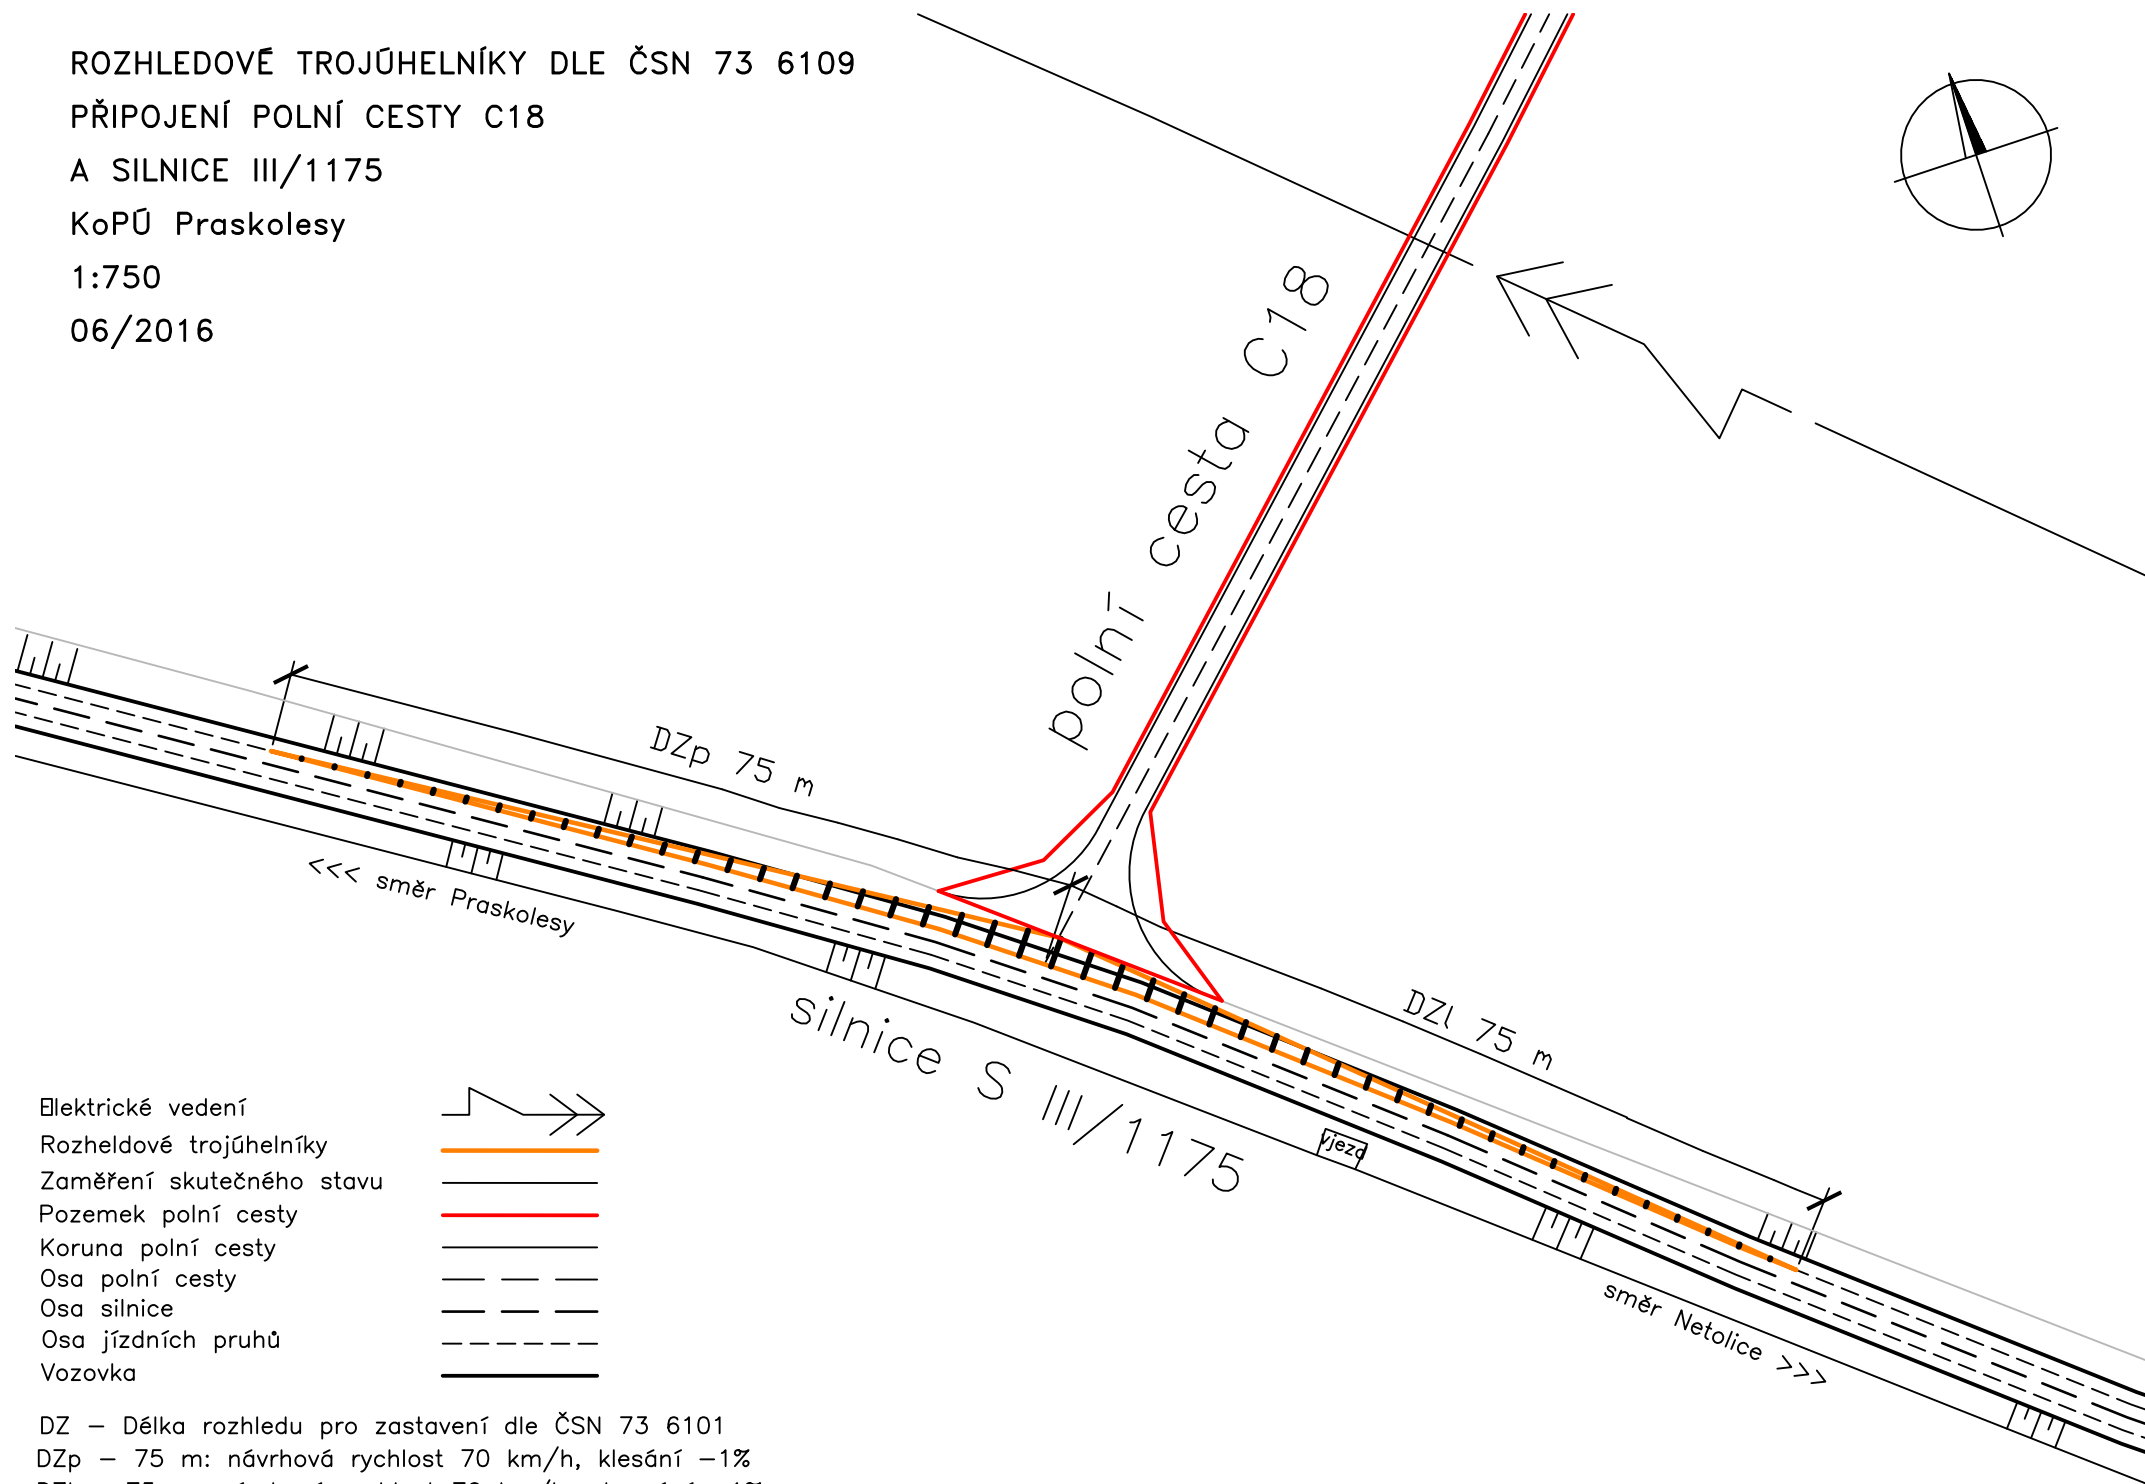 ROZHLEDOVÉ TROJÚHELNÍKY DLE ČSN 73 6109
PŘIPOJENÍ POLNÍ CESTY C18
A SILNICE III/1175
KoPÚ Praskolesy
1:750
06/2016
polní cesta C18
DZp 75 m
<<< směr Praskolesy
silnice S III/1175
DZl 75 m
vjezd
směr Netolice >>>
Elektrické vedení
Rozheldové trojúhelníky
Zaměření skutečného stavu
Pozemek polní cesty
Koruna polní cesty
Osa polní cesty
Osa silnice
Osa jízdních pruhů
Vozovka
DZ – Délka rozhledu pro zastavení dle ČSN 73 6101
DZp – 75 m: návrhová rychlost 70 km/h, klesání –1%